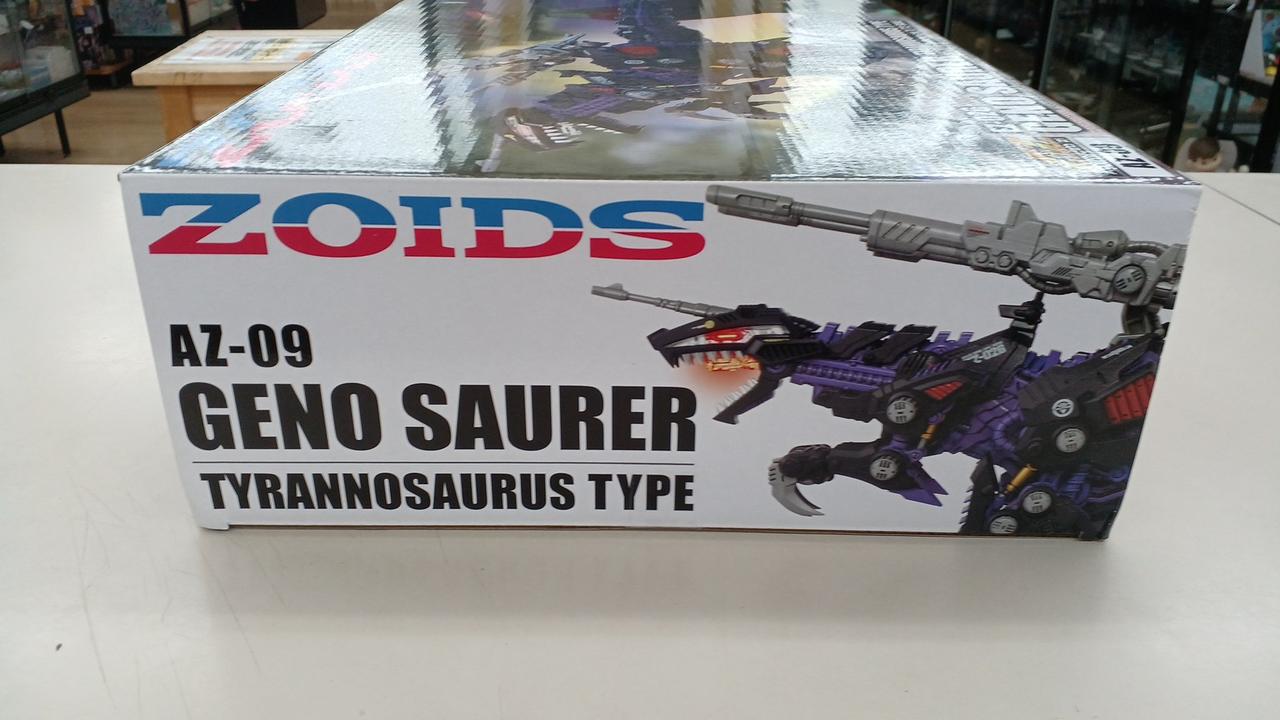 ZOIDS
AZ-09
GENO SAURER
TYRANNOSAURUS TYPE